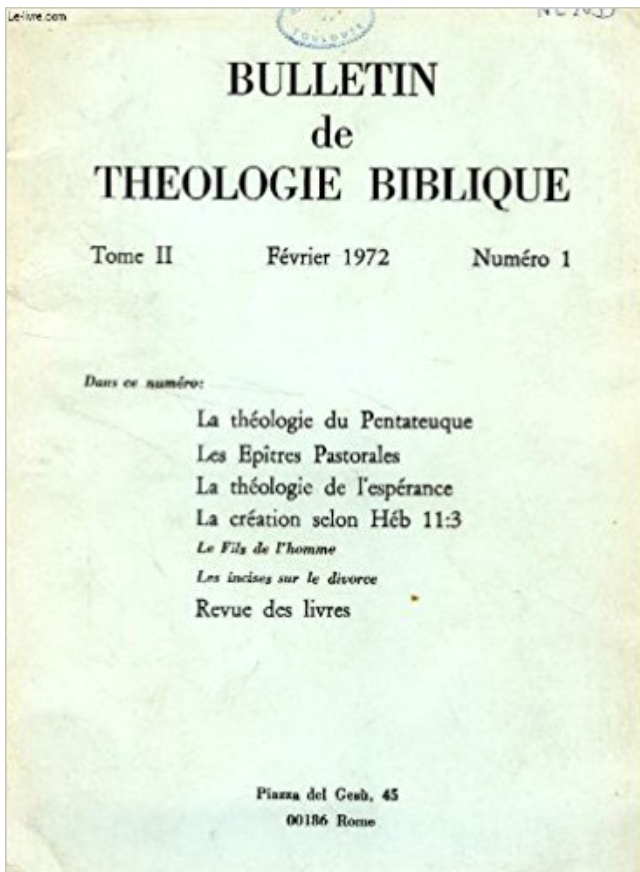 Le-livre.com
TOULOUSE
BULLETIN
de
THEOLOGIE BIBLIQUE
Tome II Février 1972 Numéro 1
Dans ce numéro:
La théologie du Pentateuque
Les Epîtres Pastorales
La théologie de l'espérance
La création selon Héb 11:3
Le Fils de l'homme
Les incises sur le divorce
Revue des livres
Piazza del Gesù, 45
00186 Rome